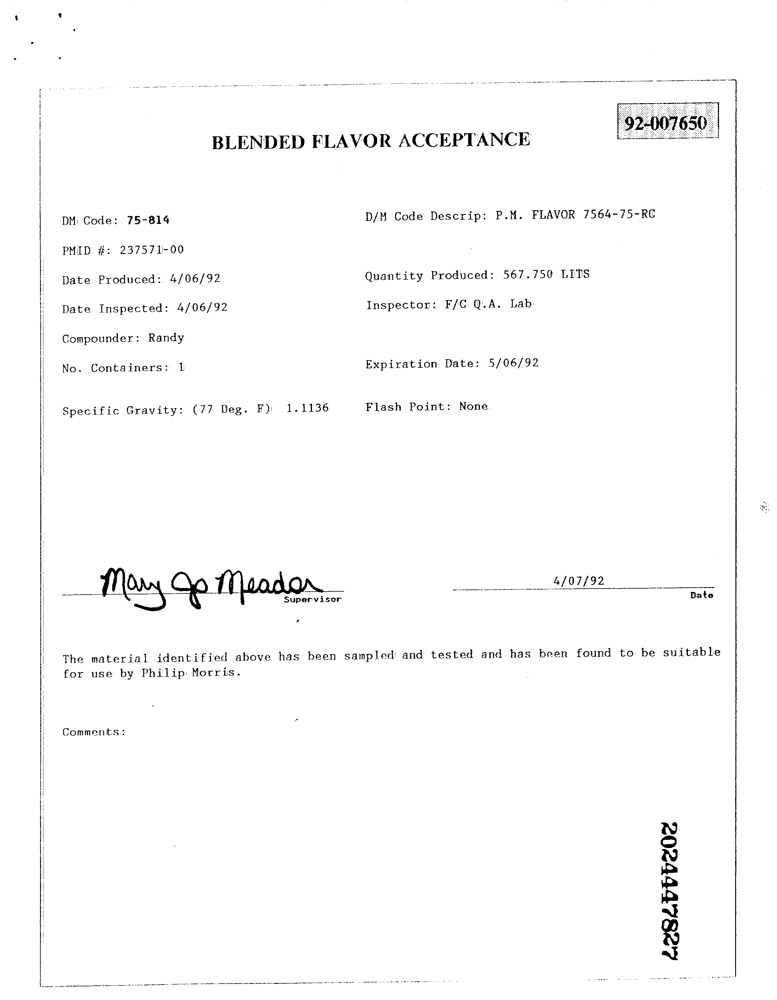 92-007650
BLENDED FLAVOR ACCEPTANCE
DM Code: 75-814
D/M Code Descrip: P.M. FLAVOR 7564-75-RC
PMID #: 237571-00
Date Produced: 4/06/92
Quantity Produced: 567.750 LITS
Date Inspected: 4/06/92
Inspector: F/C Q.A. Lab
Compounder: Randy
No. Containers: 1
Expiration Date: 5/06/92
Specific Gravity: (77 Deg. F) 1.1136
Flash Point: None
Mary Jo Meador
4/07/92
Supervisor
Date
The material identified above has been sampled and tested and has been found to be suitable
for use by Philip Morris.
Comments:
2024447827